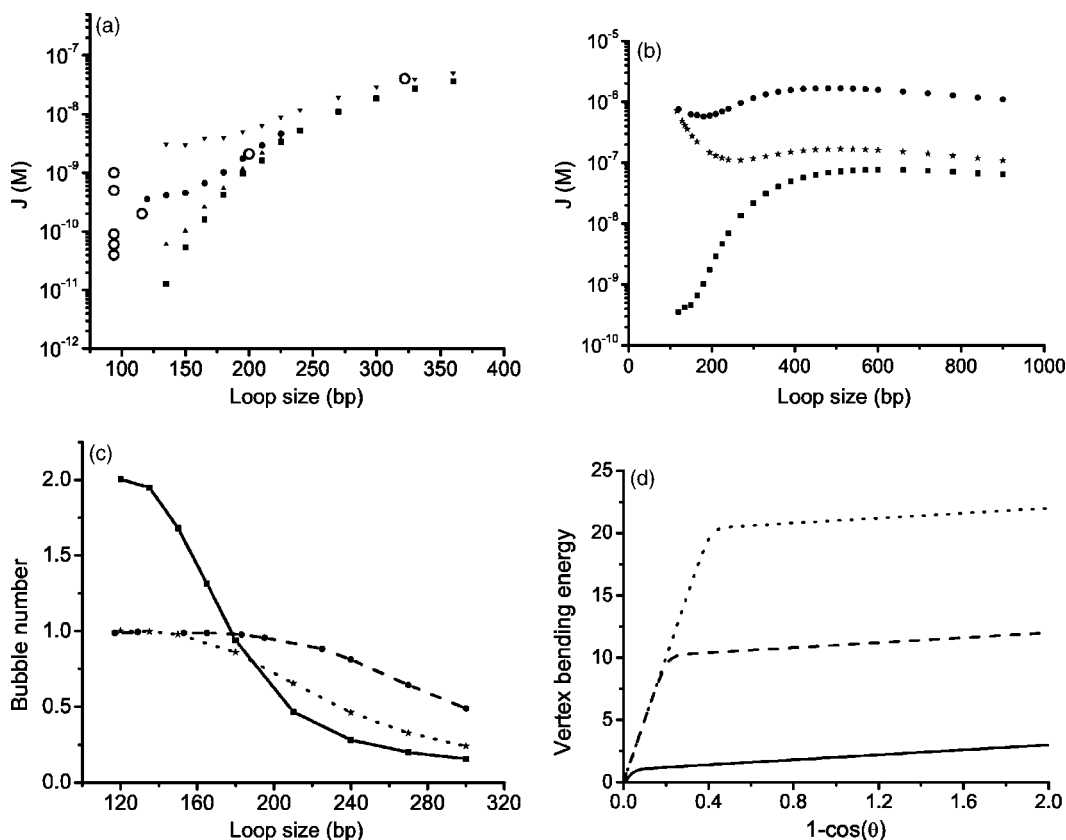 (a)
10^-7
10^-8
10^-9
10^-10
10^-11
10^-12
J (M)
100 150 200 250 300 350 400
Loop size (bp)
(b)
10^-5
10^-6
10^-7
10^-8
10^-9
10^-10
J (M)
0 200 400 600 800 1000
Loop size (bp)
(c)
2.0
1.5
1.0
0.5
0.0
Bubble number
120 160 200 240 280 320
Loop size (bp)
(d)
25
20
15
10
5
0
Vertex bending energy
0.0 0.4 0.8 1.2 1.6 2.0
1-cos(θ)